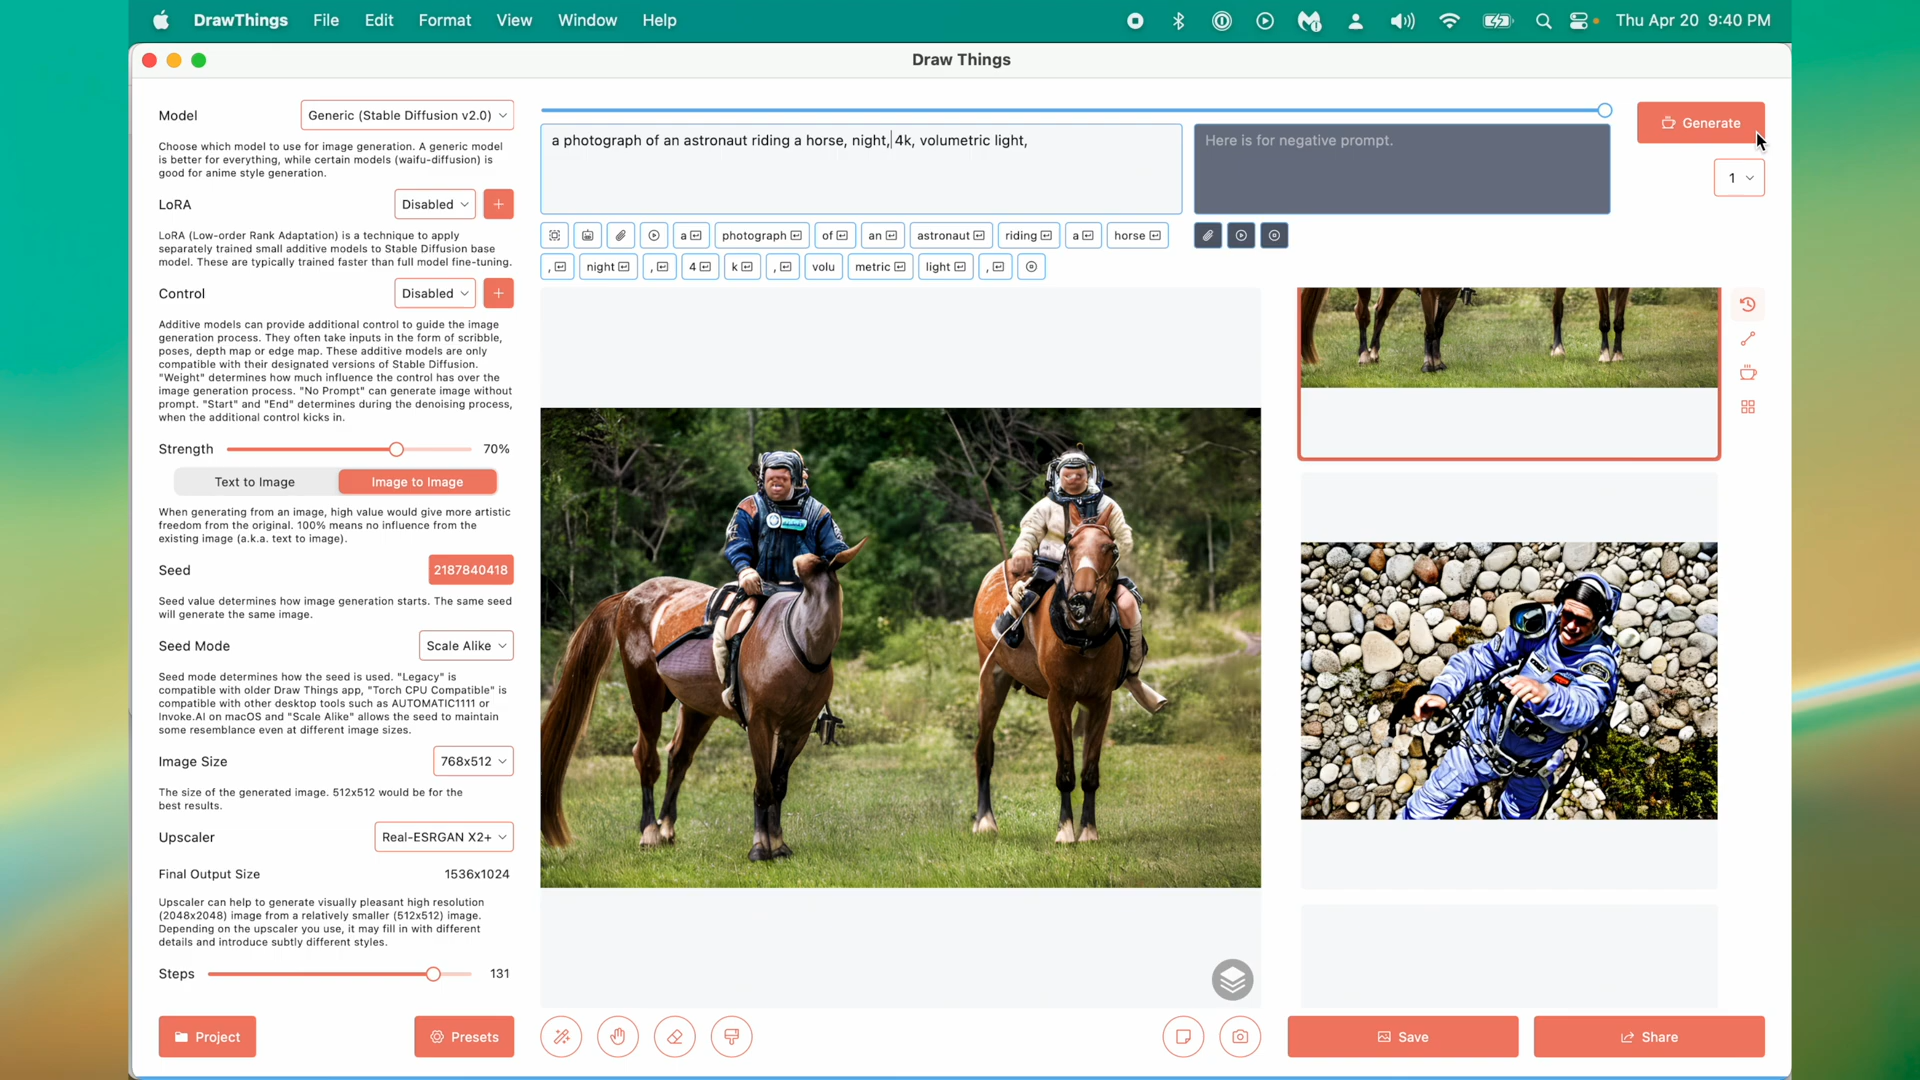 DrawThings File Edit Format View Window Help Thu Apr 20 9:40 PM
Draw Things
Model Generic (Stable Diffusion v2.0)
Choose which model to use for image generation. A generic model
is better for everything, while certain models (waifu-diffusion) is
good for anime style generation.
LoRA Disabled +
LoRA (Low-order Rank Adaptation) is a technique to apply
separately trained small additive models to Stable Diffusion base
model. These are typically trained faster than full model fine-tuning.
Control Disabled +
Additive models can provide additional control to guide the image
generation process. They often take inputs in the form of scribble,
poses, depth map or edge map. These additive models are only
compatible with their designated versions of Stable Diffusion.
"Weight" determines how much influence the control has over the
image generation process. "No Prompt" can generate image without
prompt. "Start" and "End" determines during the denoising process,
when the additional control kicks in.
Strength 70%
Text to Image Image to Image
When generating from an image, high value would give more artistic
freedom from the original. 100% means no influence from the
existing image (a.k.a. text to image).
Seed 2187840418
Seed value determines how image generation starts. The same seed
will generate the same image.
Seed Mode Scale Alike
Seed mode determines how the seed is used. "Legacy" is
compatible with older Draw Things app, "Torch CPU Compatible" is
compatible with other desktop tools such as AUTOMATIC1111 or
Invoke.AI on macOS and "Scale Alike" allows the seed to maintain
some resemblance even at different image sizes.
Image Size 768x512
The size of the generated image. 512x512 would be for the
best results.
Upscaler Real-ESRGAN X2+
Final Output Size 1536x1024
Upscaler can help to generate visually pleasant high resolution
(2048x2048) image from a relatively smaller (512x512) image.
Depending on the upscaler you use, it may fill in with different
details and introduce subtly different styles.
Steps 131
Project Presets
a photograph of an astronaut riding a horse, night, 4k, volumetric light,
Here is for negative prompt.
Generate
1
a photograph of an astronaut riding a horse
, night , 4 k , volu metric light ,
Save Share